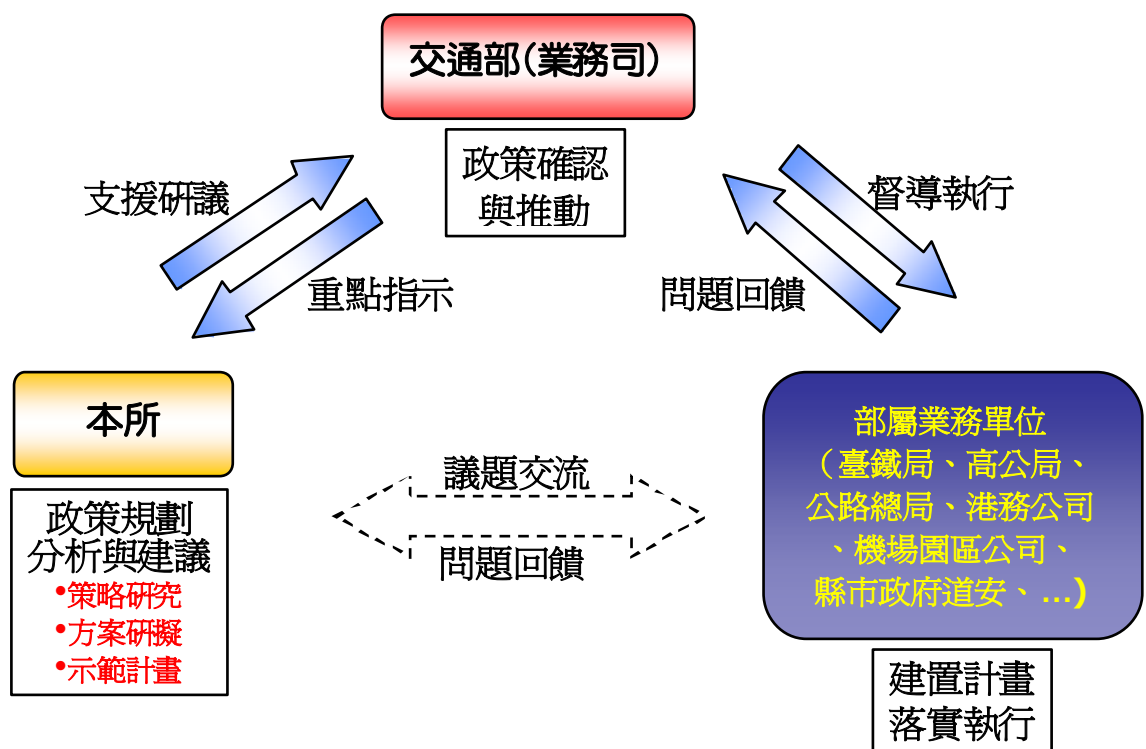 交通部(業務司)
政策確認
與推動
支援研議
重點指示
督導執行
問題回饋
本所
政策規劃
分析與建議
•策略研究
•方案研擬
•示範計畫
議題交流
問題回饋
部屬業務單位
（臺鐵局、高公局、
公路總局、港務公司
、機場園區公司、
縣市政府道安、...)
建置計畫
落實執行